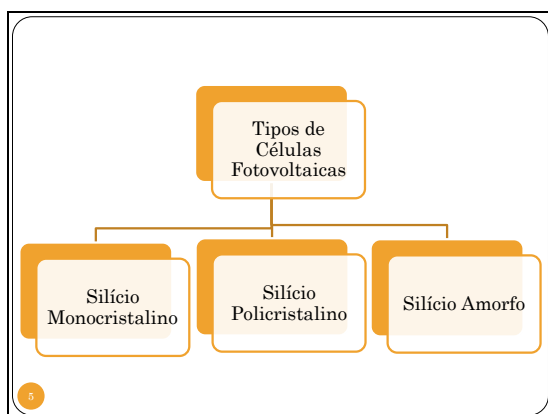 Tipos de
Células
Fotovoltaicas
Silício
Monocristalino
Silício
Policristalino
Silício Amorfo
5